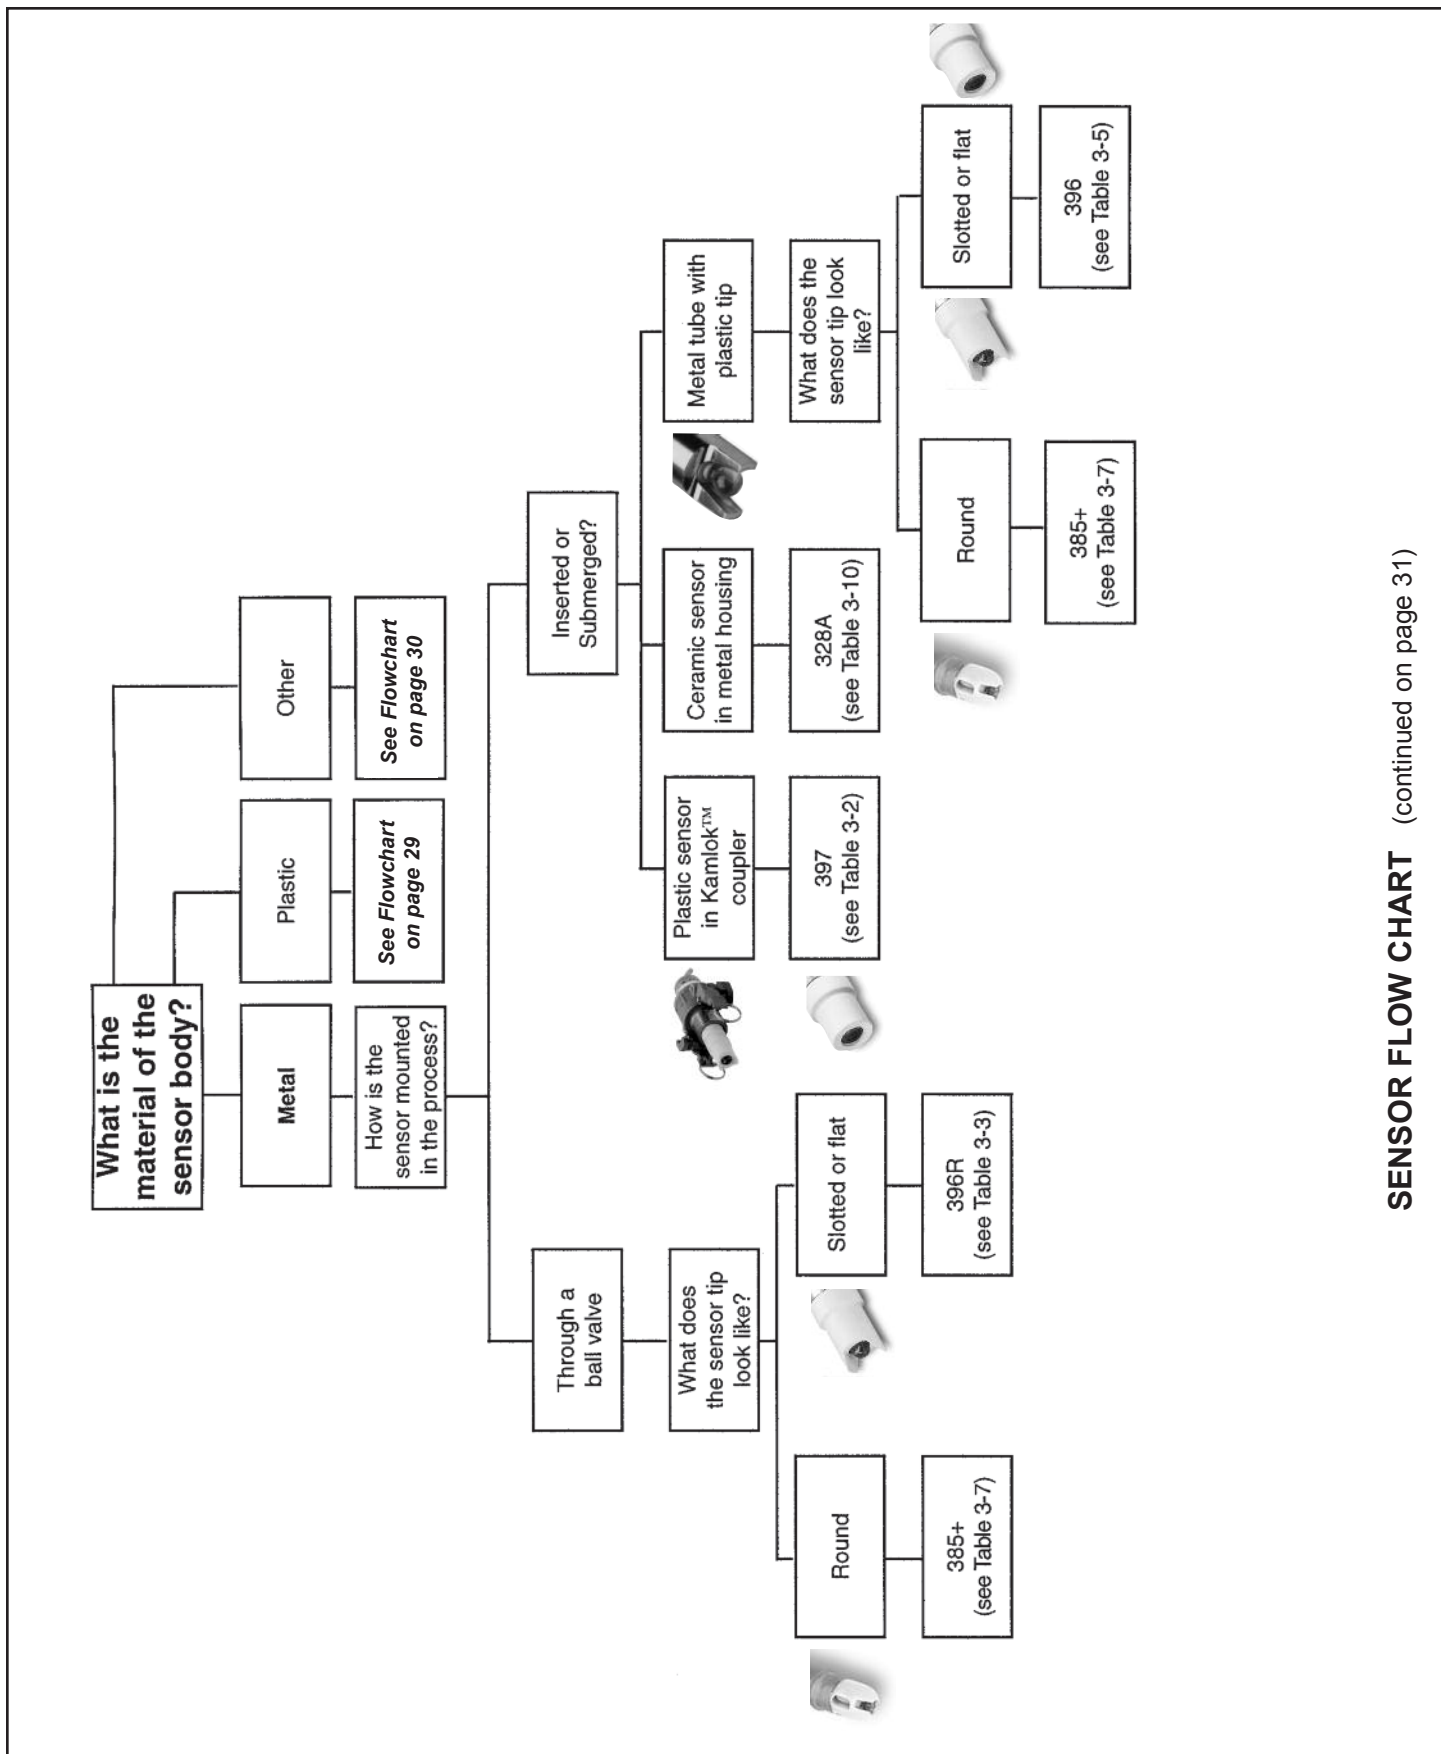 What is the
material of the
sensor body?
Metal
Plastic
Other
How is the
sensor mounted
in the process?
See Flowchart
on page 29
See Flowchart
on page 30
Through a
ball valve
Inserted or
Submerged?
What does
the sensor tip
look like?
Plastic sensor
in Kamlok™
coupler
Ceramic sensor
in metal housing
Metal tube with
plastic tip
Round
Slotted or flat
397
(see Table 3-2)
328A
(see Table 3-10)
What does the
sensor tip look
like?
385+
(see Table 3-7)
396R
(see Table 3-3)
Round
Slotted or flat
385+
(see Table 3-7)
396
(see Table 3-5)
SENSOR FLOW CHART (continued on page 31)